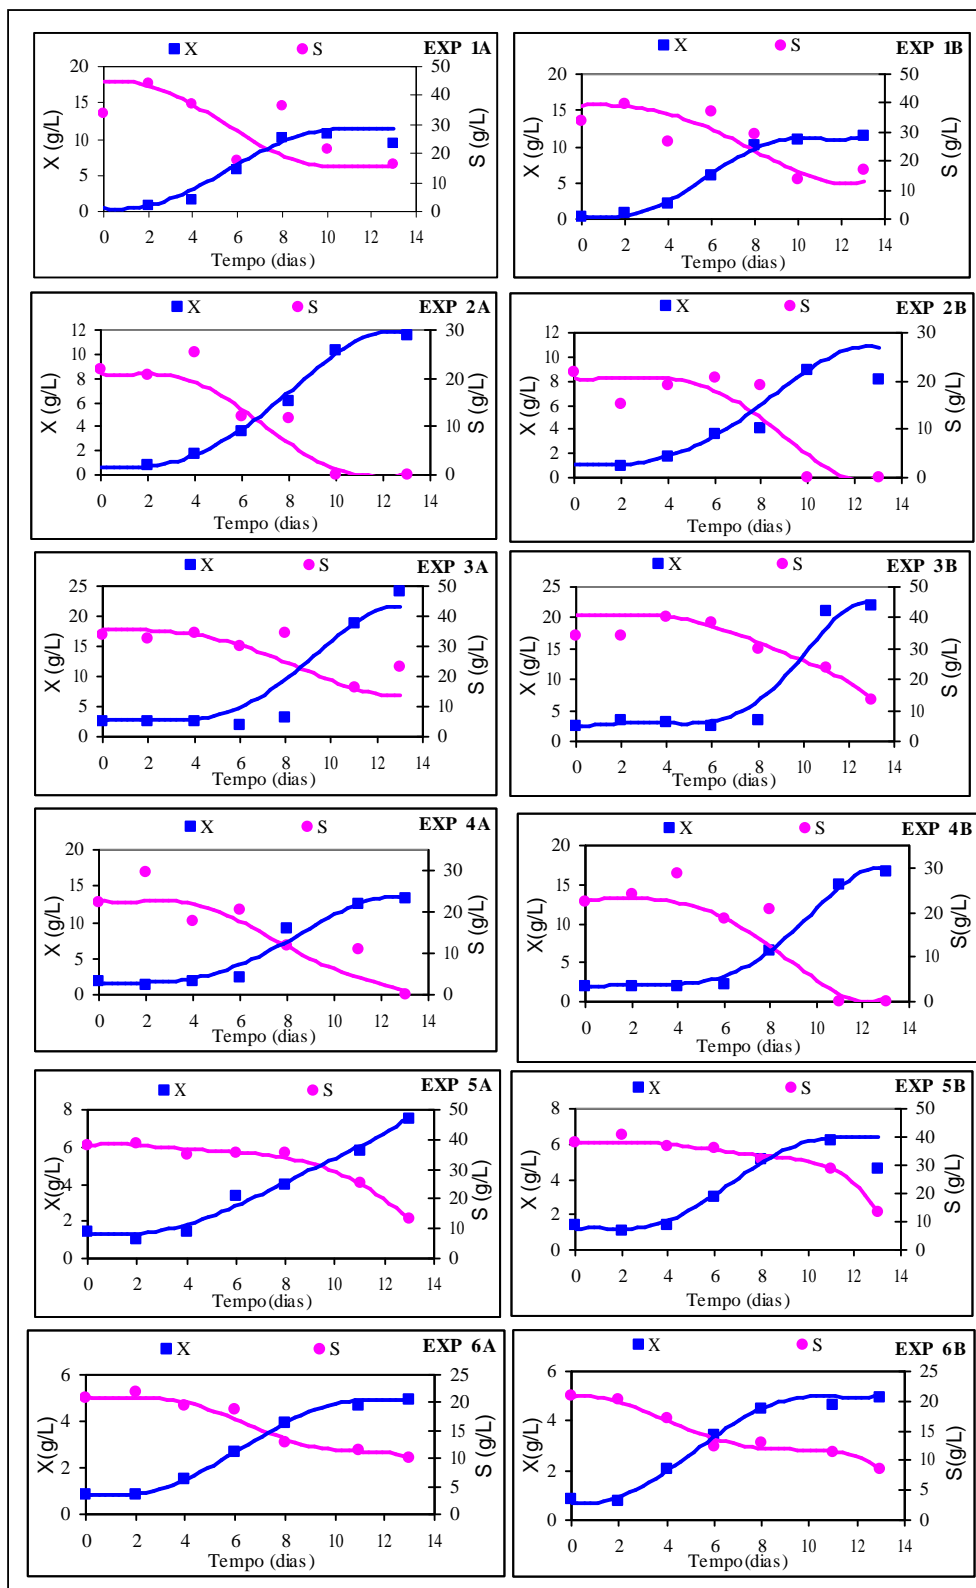 X S EXP 1A
20 15 10 5 0
X (g/L)
50 40 30 20 10 0
S (g/L)
0 2 4 6 8 10 12 14
Tempo (dias)
X S EXP 1B
20 15 10 5 0
X (g/L)
50 40 30 20 10 0
S (g/L)
0 2 4 6 8 10 12 14
Tempo (dias)
X S EXP 2A
12 10 8 6 4 2 0
X (g/L)
30 20 10 0
S (g/L)
0 2 4 6 8 10 12 14
Tempo (dias)
X S EXP 2B
12 10 8 6 4 2 0
X (g/L)
30 20 10 0
S (g/L)
0 2 4 6 8 10 12 14
Tempo (dias)
X S EXP 3A
25 20 15 10 5 0
X (g/L)
50 40 30 20 10 0
S (g/L)
0 2 4 6 8 10 12 14
Tempo (dias)
X S EXP 3B
25 20 15 10 5 0
X (g/L)
50 40 30 20 10 0
S (g/L)
0 2 4 6 8 10 12 14
Tempo (dias)
X S EXP 4A
20 15 10 5 0
X (g/L)
30 20 10 0
S (g/L)
0 2 4 6 8 10 12 14
Tempo (dias)
X S EXP 4B
20 15 10 5 0
X(g/L)
30 20 10 0
S(g/L)
0 2 4 6 8 10 12 14
Tempo (dias)
X S EXP 5A
8 6 4 2 0
X(g/L)
50 40 30 20 10 0
S (g/L)
0 2 4 6 8 10 12 14
Tempo(dias)
X S EXP 5B
8 6 4 2 0
X (g/L)
50 40 30 20 10 0
S (g/L)
0 2 4 6 8 10 12 14
Tempo (dias)
X S EXP 6A
6 4 2 0
X(g/L)
25 20 15 10 5 0
S (g/L)
0 2 4 6 8 10 12 14
Tempo (dias)
X S EXP 6B
6 4 2 0
X(g/L)
25 20 15 10 5 0
S(g/L)
0 2 4 6 8 10 12 14
Tempo (dias)